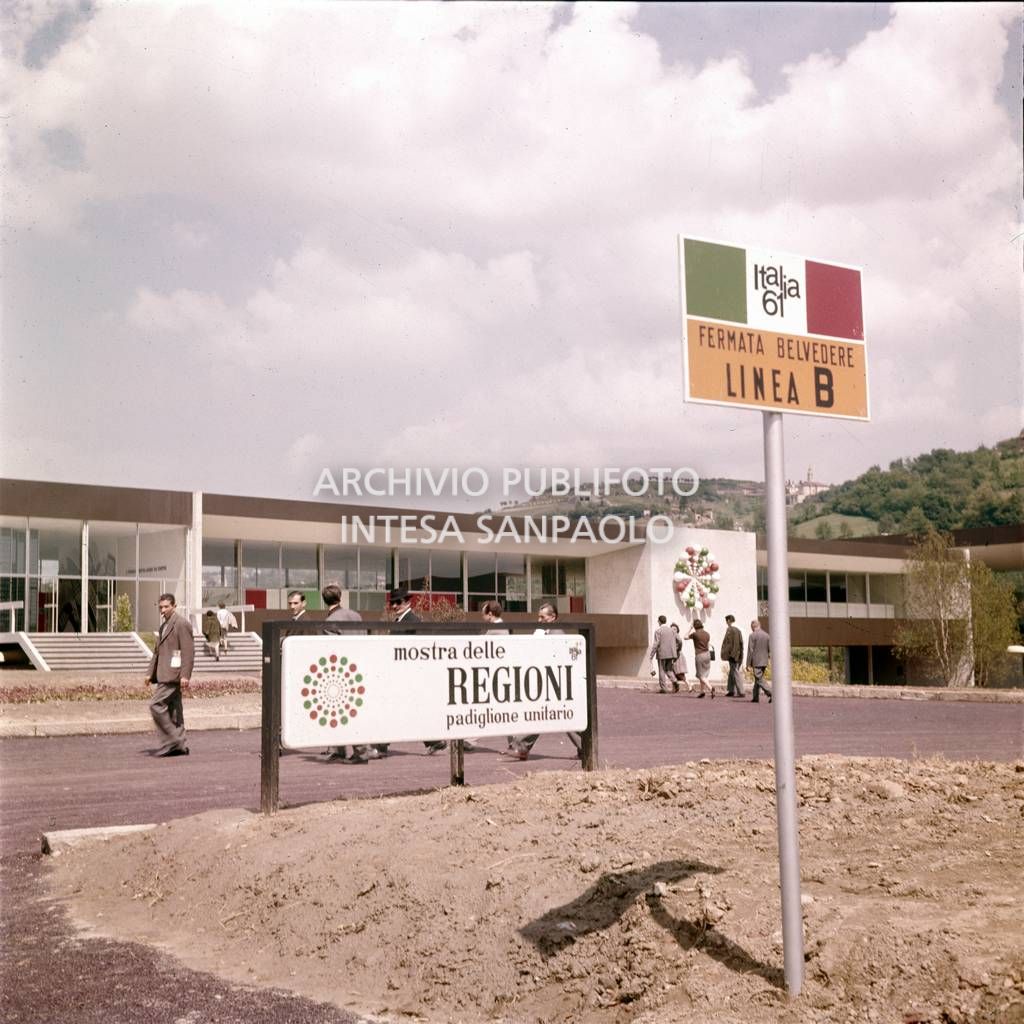 Italia
61
FERMATA BELVEDERE
LINEA B
ARCHIVIO PUBLIFOTO
INTESA SANPAOLO
mostra delle
REGIONI
padiglione unitario